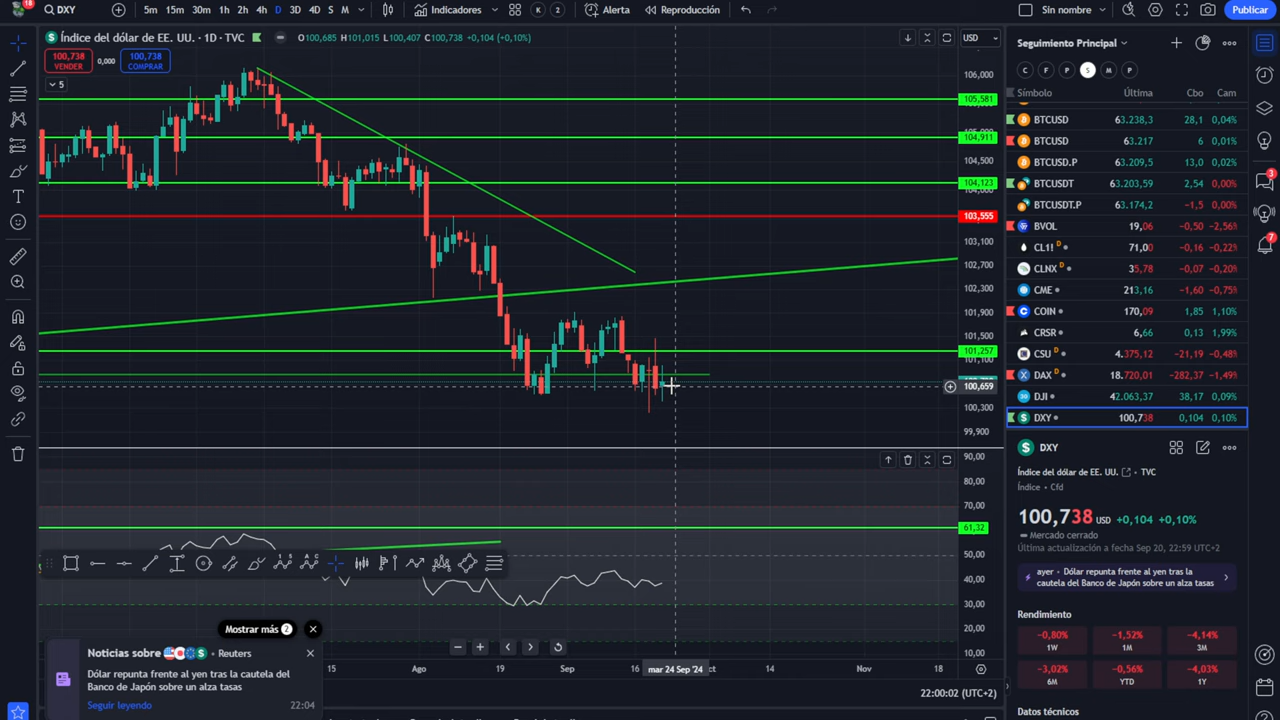 18
DXY
5m 15m 30m 1h 2h 4h D 3D 4D S M
Indicadores
K 2
Alerta
Reproducción
Sin nombre
Publicar
Índice del dólar de EE. UU. · 1D · TVC
O100,685 H101,015 L100,407 C100,738 +0,104 (+0,10%)
USD
100,738
VENDER
0,000
100,738
COMPRAR
5
106,000
105,581
104,911
104,500
104,123
104,000
103,555
103,100
102,700
102,300
101,900
101,500
101,257
101,100
100,659
100,300
99,900
90,00
80,00
70,00
61,32
50,00
40,00
30,00
20,00
10,00
15
Ago
19
Sep
16
mar 24 Sep '24
ct
14
Nov
18
22:00:02 (UTC+2)
Mostrar más 2
Noticias sobre
• Reuters
Dólar repunta frente al yen tras la cautela del
Banco de Japón sobre un alza tasas
Seguir leyendo
22:04
Seguimiento Principal
C F P S M P
Símbolo Última Cbo Cam
BTCUSD 63.238,3 28,1 0,04%
BTCUSD 63.217 6 0,01%
BTCUSD.P 63.209,5 13,0 0,02%
BTCUSDT 63.203,59 2,54 0,00%
BTCUSDT.P 63.174,2 −1,5 0,00%
BVOL 19,06 −0,50 −2,56%
CL1! D 71,00 −0,16 −0,22%
CLNX D 35,78 −0,07 −0,20%
CME 213,16 −1,60 −0,75%
COIN 170,09 1,85 1,10%
CRSR 6,66 0,13 1,99%
CSU 4.375,12 −21,19 −0,48%
DAX D 18.720,01 −282,37 −1,49%
DJI 42.063,37 38,17 0,09%
DXY 100,738 0,104 0,10%
DXY
Índice del dólar de EE. UU. • TVC
Índice • Cfd
100,738 USD +0,104 +0,10%
Mercado cerrado
Última actualización a fecha Sep 20, 22:59 UTC+2
ayer • Dólar repunta frente al yen tras la
cautela del Banco de Japón sobre un alza tasas
Rendimiento
−0,80%
1W
−1,52%
1M
−4,14%
3M
−3,02%
6M
−0,56%
YTD
−4,03%
1Y
Datos técnicos
3
7